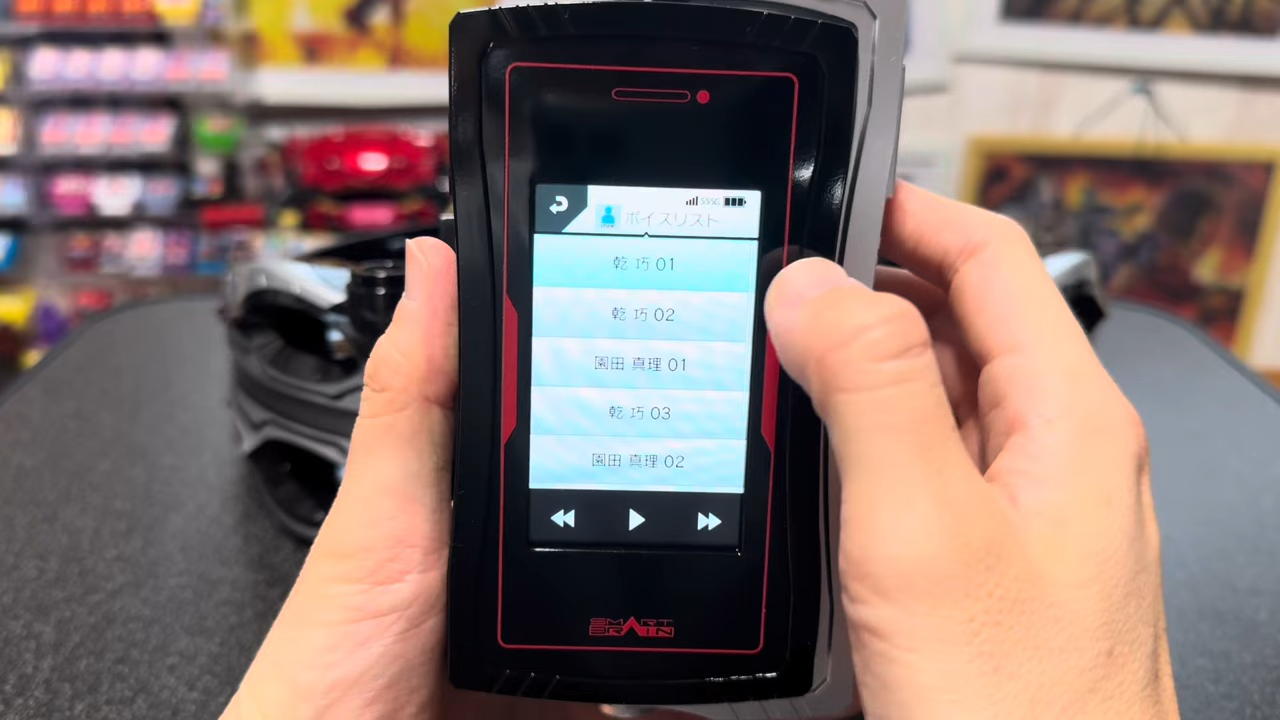 555G
ボイスリスト
乾 巧 01
乾 巧 02
園田 真理 01
乾 巧 03
園田 真理 02
SMART
BRAIN